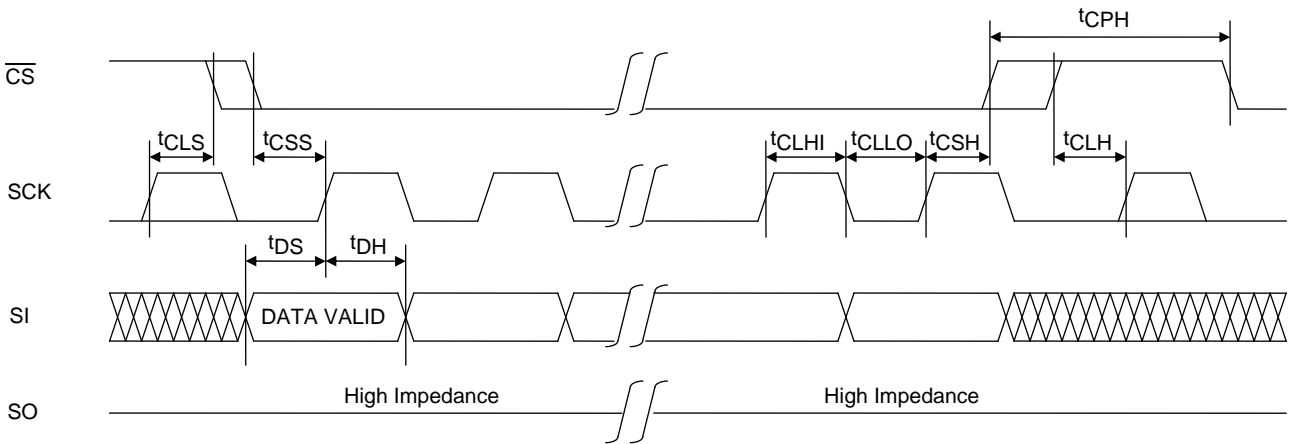 tCPH
CS
tCLS tCSS tCLHI tCLLO tCSH tCLH
SCK
tDS tDH
SI DATA VALID
High Impedance High Impedance
SO